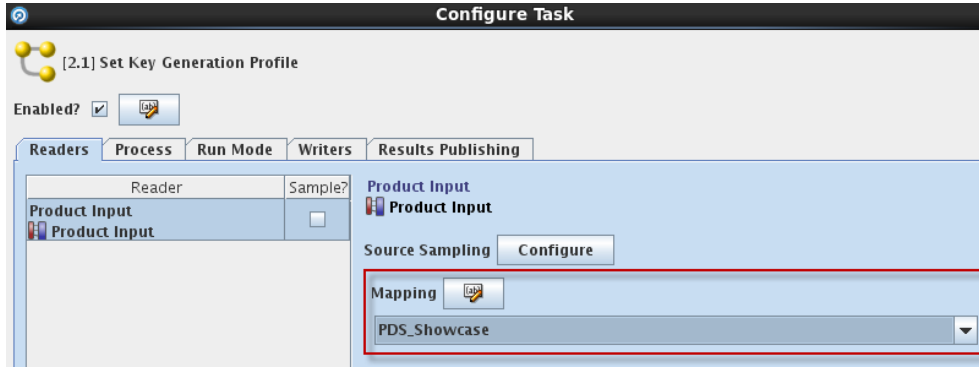 Configure Task
[2.1] Set Key Generation Profile
Enabled?
Readers Process Run Mode Writers Results Publishing
Reader Sample?
Product Input
Product Input
Product Input
Product Input
Source Sampling Configure
Mapping
PDS_Showcase